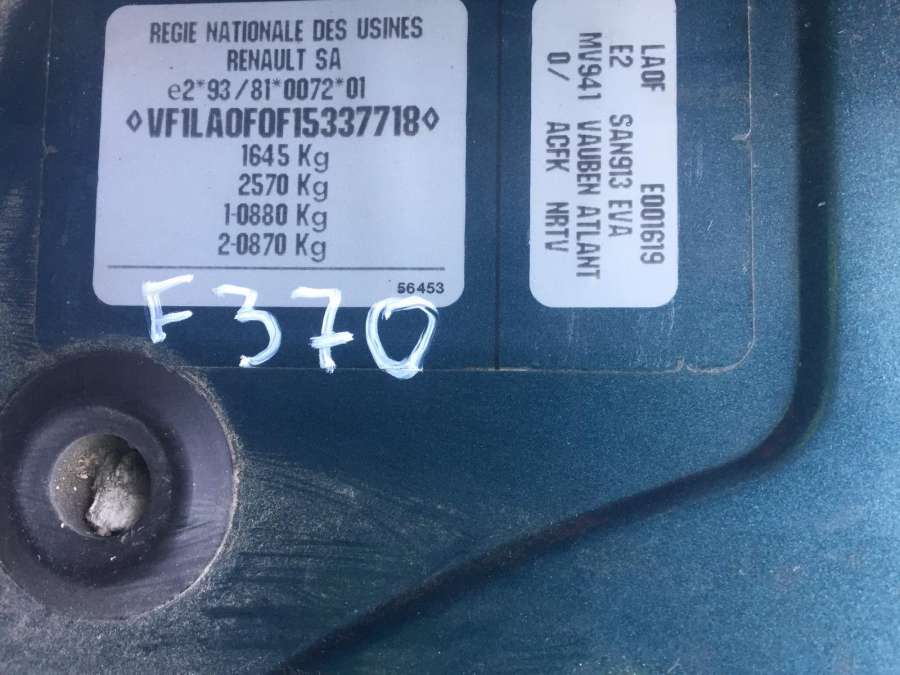 REGIE NATIONALE DES USINES
RENAULT SA
e2*93/81*0072*01
◊VF1LA0F0F15337718◊
1645 Kg
2570 Kg
1-0880 Kg
2-0870 Kg
56453
F370
LA0F E001619
E2 SAN913 EVA
MV941 VAUBEN ATLANT
0/ ACFK NRTV